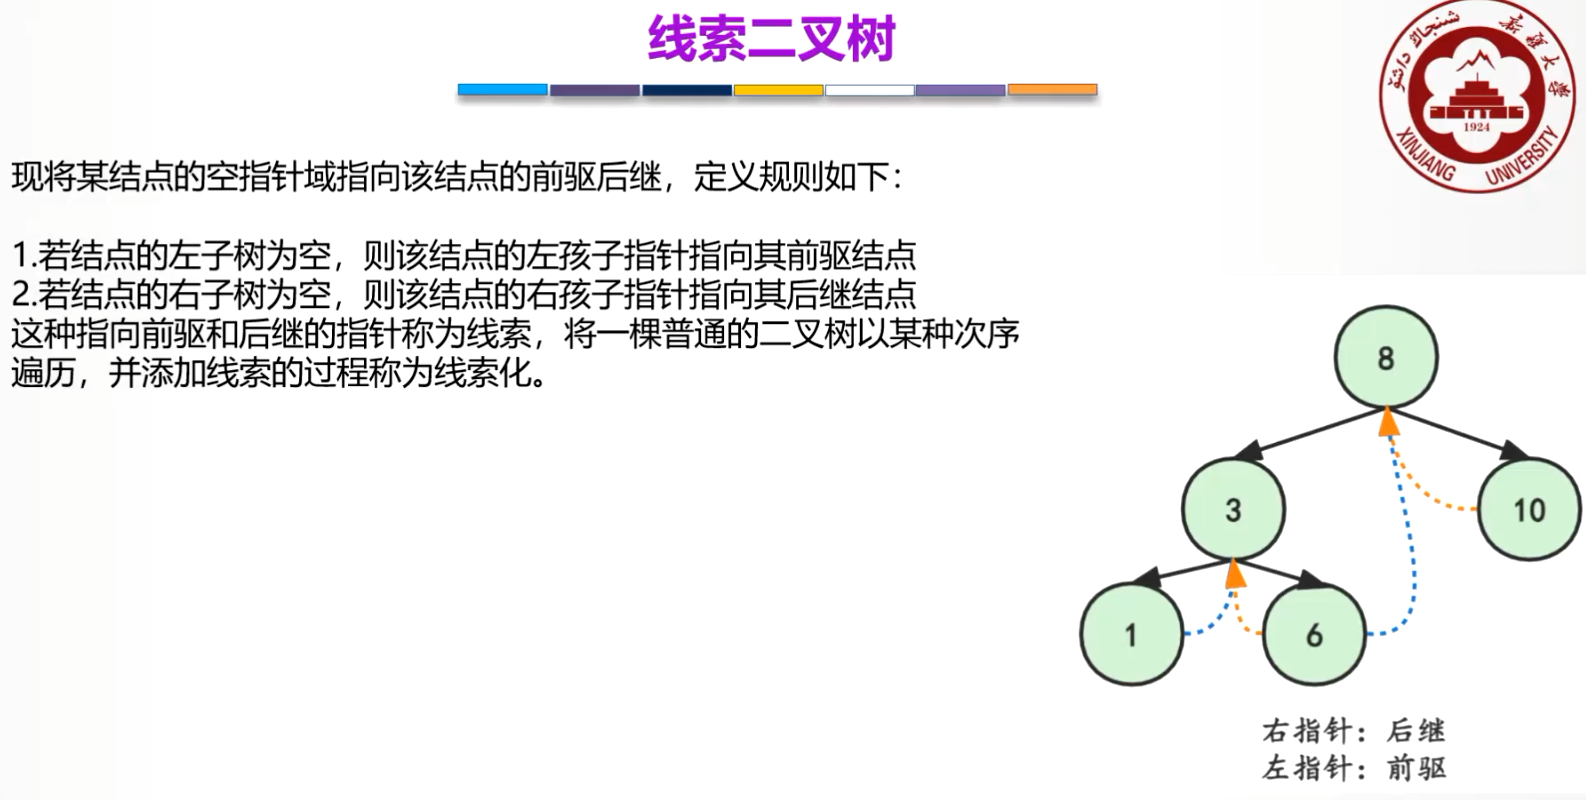 线索二叉树
新疆大学
شىنجاڭ داشۆ
1924
XINJIANG UNIVERSITY
现将某结点的空指针域指向该结点的前驱后继，定义规则如下：
1.若结点的左子树为空，则该结点的左孩子指针指向其前驱结点
2.若结点的右子树为空，则该结点的右孩子指针指向其后继结点
这种指向前驱和后继的指针称为线索，将一棵普通的二叉树以某种次序
遍历，并添加线索的过程称为线索化。
8
3
10
1
6
右指针：后继
左指针：前驱